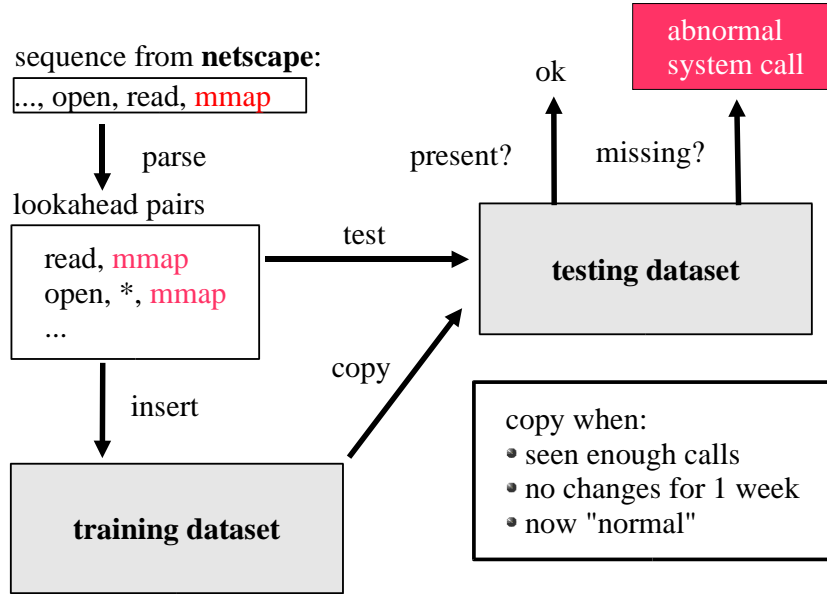 sequence from netscape:
..., open, read, mmap
parse
lookahead pairs
read, mmap
open, *, mmap
...
insert
training dataset
test
copy
ok
abnormal
system call
present?
missing?
testing dataset
copy when:
• seen enough calls
• no changes for 1 week
• now "normal"